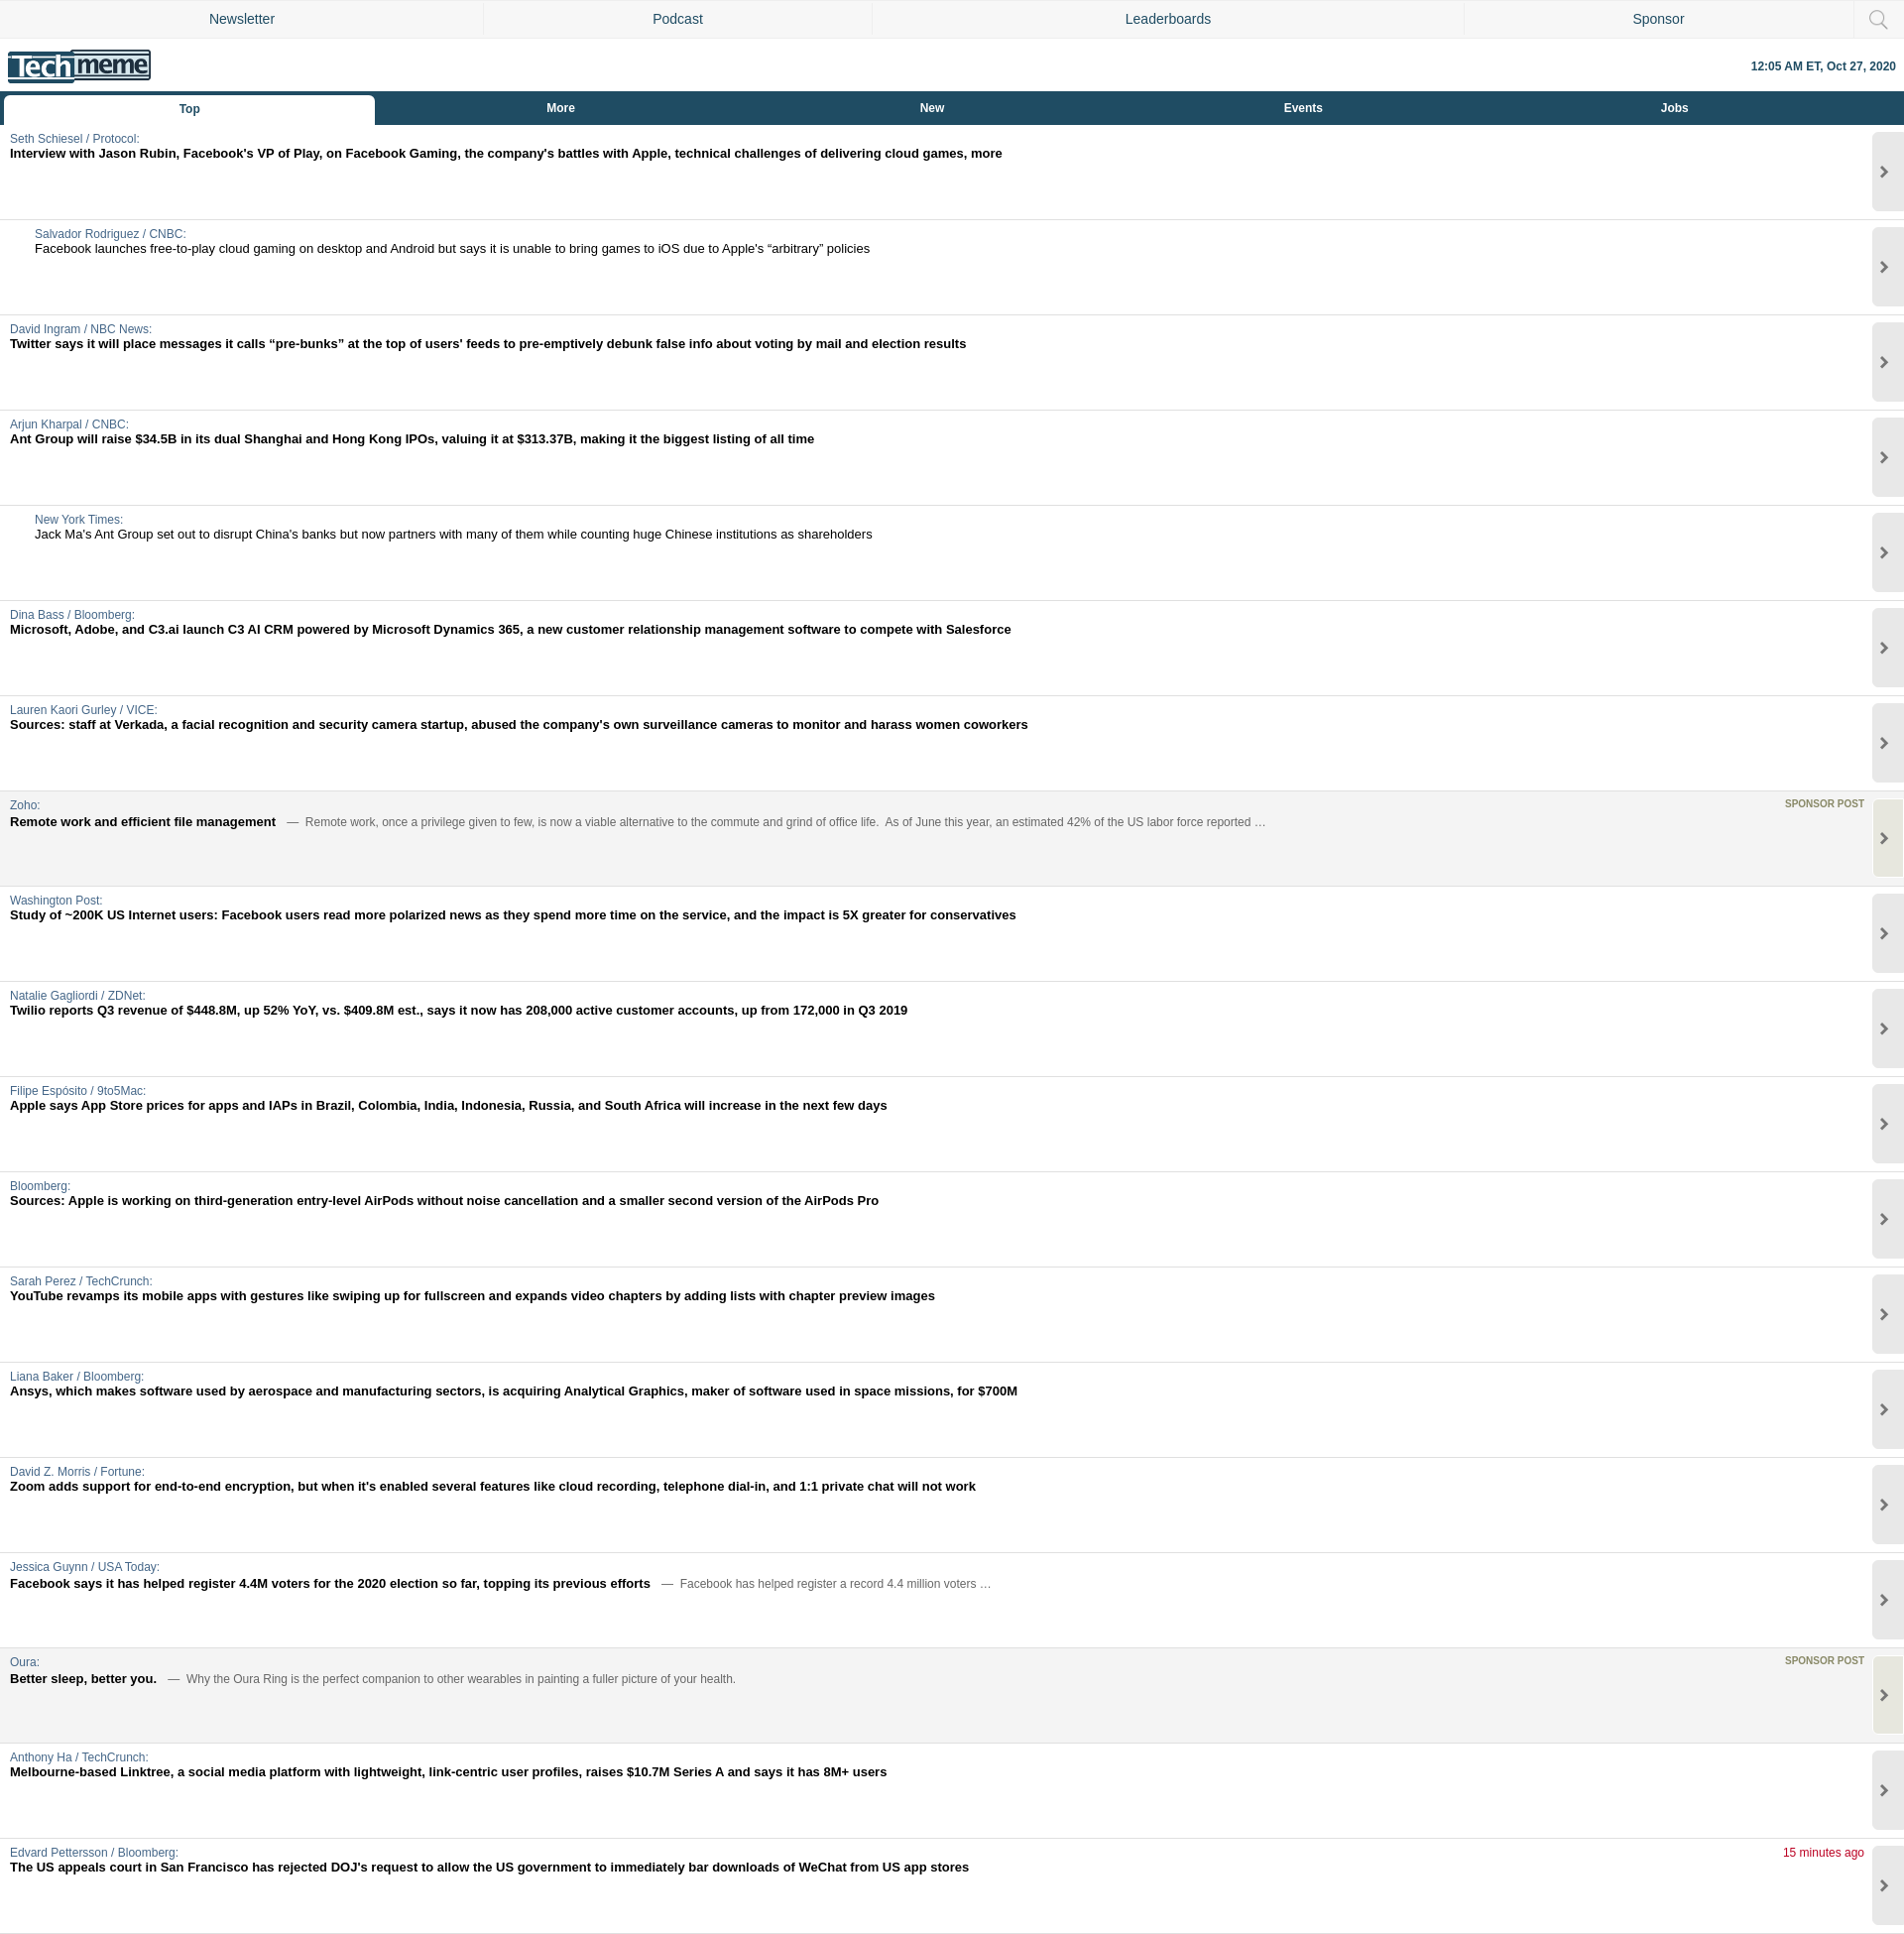 Newsletter Podcast Leaderboards Sponsor
Techmeme
12:05 AM ET, Oct 27, 2020
Top More New Events Jobs
Seth Schiesel / Protocol:
Interview with Jason Rubin, Facebook's VP of Play, on Facebook Gaming, the company's battles with Apple, technical challenges of delivering cloud games, more
Salvador Rodriguez / CNBC:
Facebook launches free-to-play cloud gaming on desktop and Android but says it is unable to bring games to iOS due to Apple's “arbitrary” policies
David Ingram / NBC News:
Twitter says it will place messages it calls “pre-bunks” at the top of users' feeds to pre-emptively debunk false info about voting by mail and election results
Arjun Kharpal / CNBC:
Ant Group will raise $34.5B in its dual Shanghai and Hong Kong IPOs, valuing it at $313.37B, making it the biggest listing of all time
New York Times:
Jack Ma's Ant Group set out to disrupt China's banks but now partners with many of them while counting huge Chinese institutions as shareholders
Dina Bass / Bloomberg:
Microsoft, Adobe, and C3.ai launch C3 AI CRM powered by Microsoft Dynamics 365, a new customer relationship management software to compete with Salesforce
Lauren Kaori Gurley / VICE:
Sources: staff at Verkada, a facial recognition and security camera startup, abused the company's own surveillance cameras to monitor and harass women coworkers
Zoho:
SPONSOR POST
Remote work and efficient file management — Remote work, once a privilege given to few, is now a viable alternative to the commute and grind of office life. As of June this year, an estimated 42% of the US labor force reported …
Washington Post:
Study of ~200K US Internet users: Facebook users read more polarized news as they spend more time on the service, and the impact is 5X greater for conservatives
Natalie Gagliordi / ZDNet:
Twilio reports Q3 revenue of $448.8M, up 52% YoY, vs. $409.8M est., says it now has 208,000 active customer accounts, up from 172,000 in Q3 2019
Filipe Espósito / 9to5Mac:
Apple says App Store prices for apps and IAPs in Brazil, Colombia, India, Indonesia, Russia, and South Africa will increase in the next few days
Bloomberg:
Sources: Apple is working on third-generation entry-level AirPods without noise cancellation and a smaller second version of the AirPods Pro
Sarah Perez / TechCrunch:
YouTube revamps its mobile apps with gestures like swiping up for fullscreen and expands video chapters by adding lists with chapter preview images
Liana Baker / Bloomberg:
Ansys, which makes software used by aerospace and manufacturing sectors, is acquiring Analytical Graphics, maker of software used in space missions, for $700M
David Z. Morris / Fortune:
Zoom adds support for end-to-end encryption, but when it's enabled several features like cloud recording, telephone dial-in, and 1:1 private chat will not work
Jessica Guynn / USA Today:
Facebook says it has helped register 4.4M voters for the 2020 election so far, topping its previous efforts — Facebook has helped register a record 4.4 million voters …
Oura:
SPONSOR POST
Better sleep, better you. — Why the Oura Ring is the perfect companion to other wearables in painting a fuller picture of your health.
Anthony Ha / TechCrunch:
Melbourne-based Linktree, a social media platform with lightweight, link-centric user profiles, raises $10.7M Series A and says it has 8M+ users
Edvard Pettersson / Bloomberg:
15 minutes ago
The US appeals court in San Francisco has rejected DOJ's request to allow the US government to immediately bar downloads of WeChat from US app stores